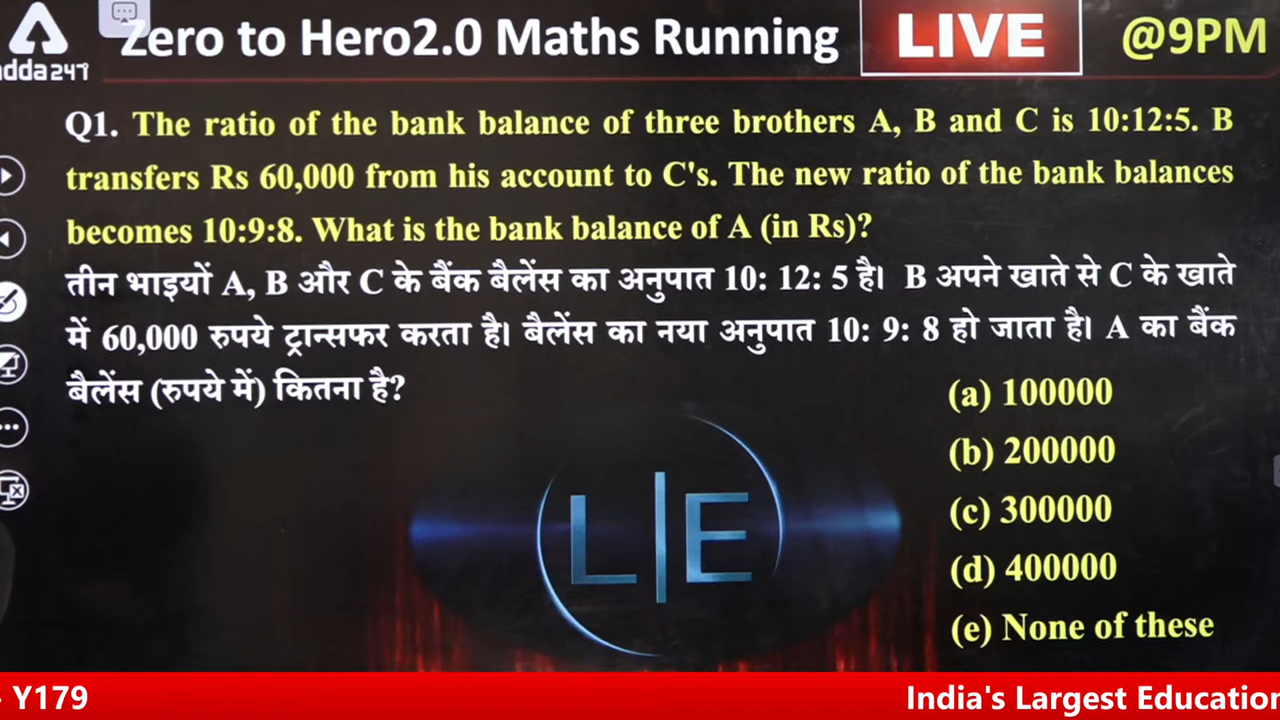 Zero to Hero2.0 Maths Running
LIVE
@9PM
adda247
Q1. The ratio of the bank balance of three brothers A, B and C is 10:12:5. B
transfers Rs 60,000 from his account to C's. The new ratio of the bank balances
becomes 10:9:8. What is the bank balance of A (in Rs)?
तीन भाइयों A, B और C के बैंक बैलेंस का अनुपात 10: 12: 5 है। B अपने खाते से C के खाते
में 60,000 रुपये ट्रान्सफर करता है। बैलेंस का नया अनुपात 10: 9: 8 हो जाता है। A का बैंक
बैलेंस (रुपये में) कितना है?
(a) 100000
(b) 200000
(c) 300000
(d) 400000
(e) None of these
L|E
Y179
India's Largest Education